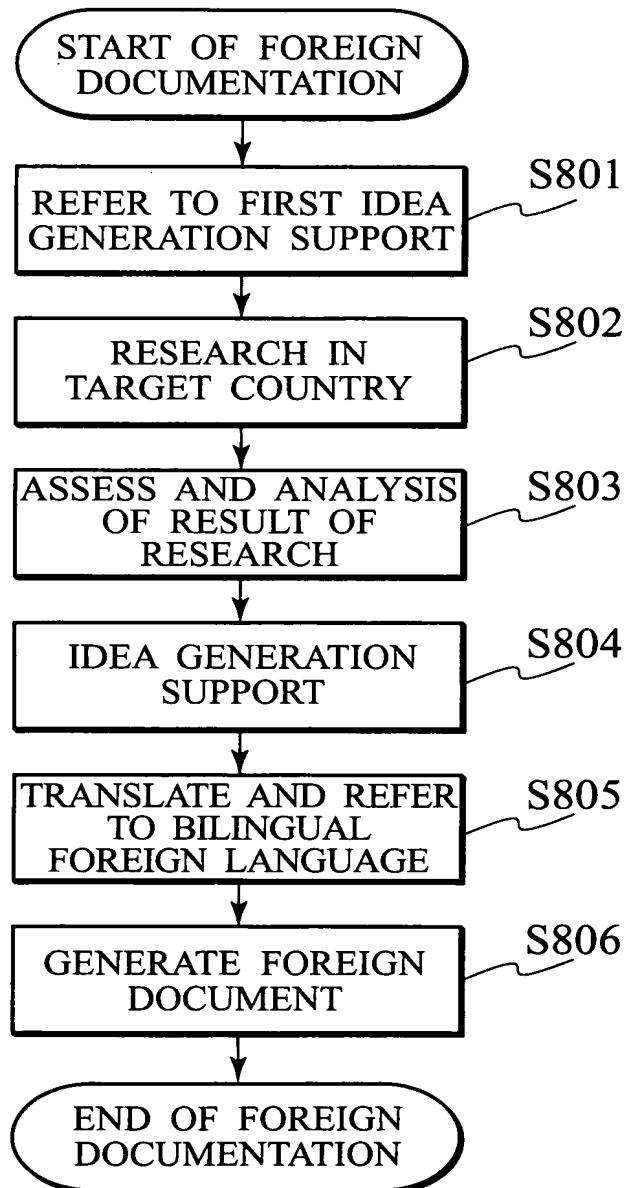 START OF FOREIGN
DOCUMENTATION
S801
REFER TO FIRST IDEA
GENERATION SUPPORT
S802
RESEARCH IN
TARGET COUNTRY
S803
ASSESS AND ANALYSIS
OF RESULT OF
RESEARCH
S804
IDEA GENERATION
SUPPORT
S805
TRANSLATE AND REFER
TO BILINGUAL
FOREIGN LANGUAGE
S806
GENERATE FOREIGN
DOCUMENT
END OF FOREIGN
DOCUMENTATION